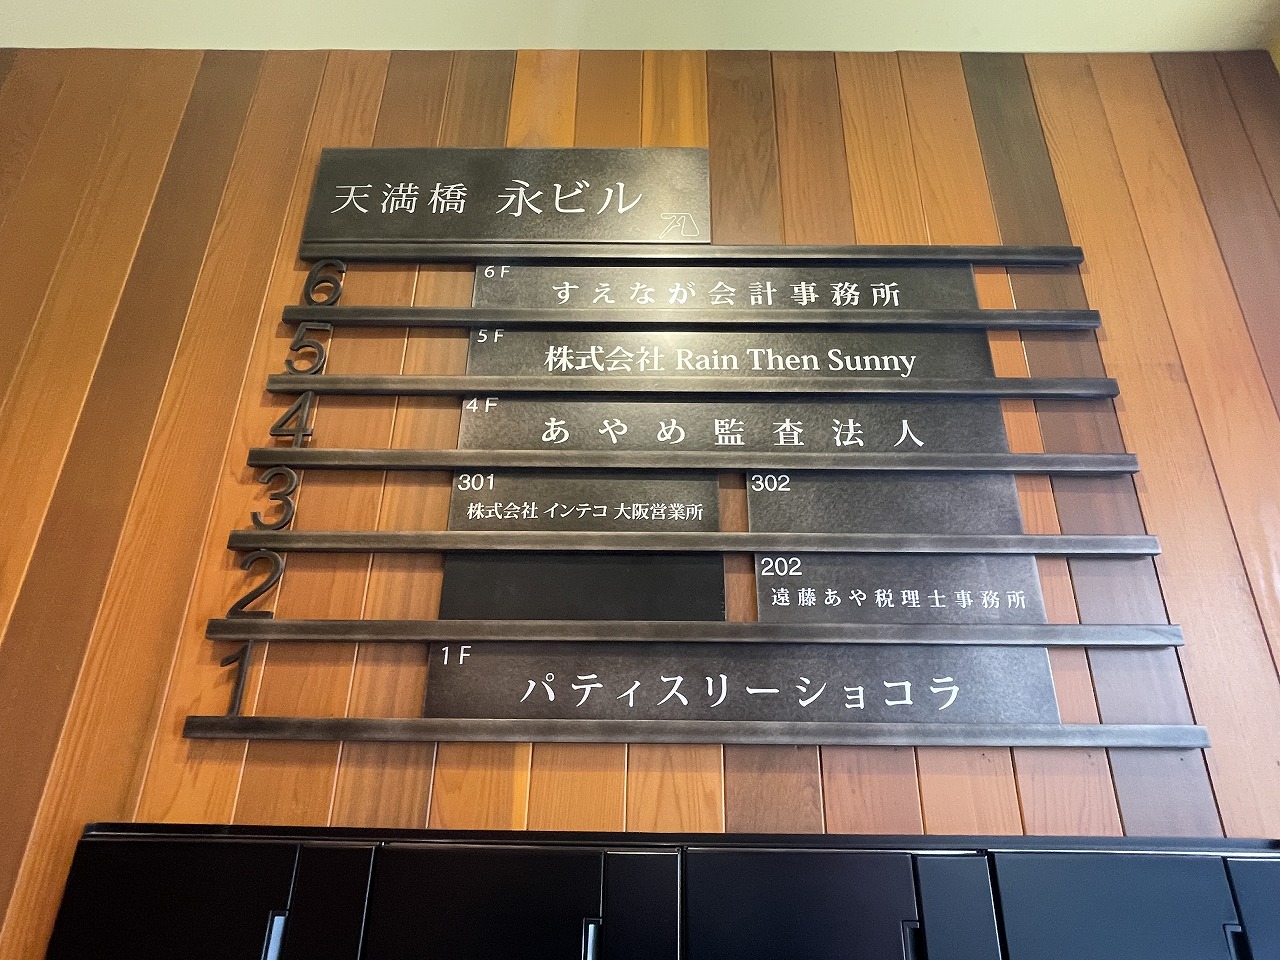 天満橋 永ビル
6
6F
すえなが会計事務所
5
5F
株式会社 Rain Then Sunny
4
4F
あやめ監査法人
3
301
株式会社 インテコ 大阪営業所
302
2
202
遠藤あや税理士事務所
1
1F
パティスリーショコラ